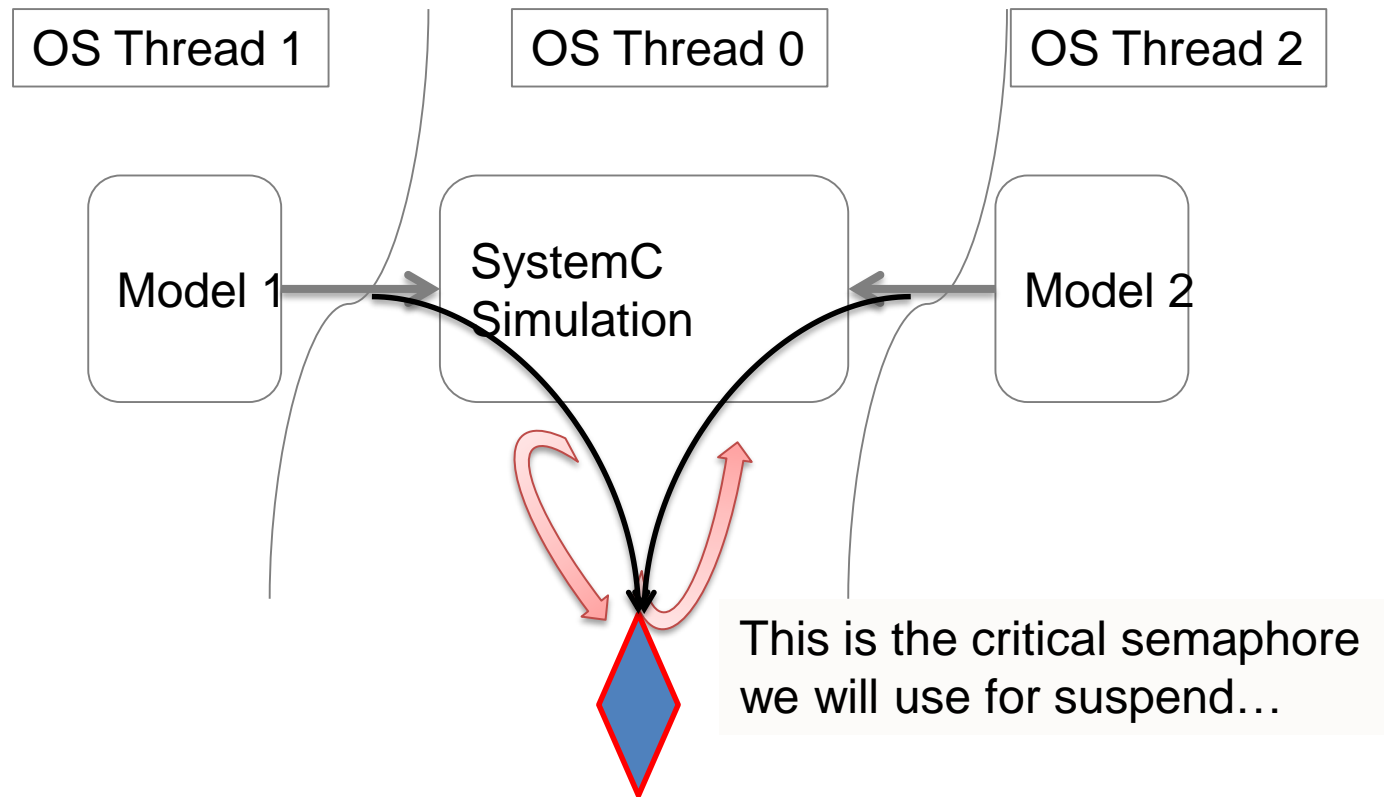 OS Thread 1
OS Thread 0
OS Thread 2
Model 1
SystemC
Simulation
Model 2
This is the critical semaphore
we will use for suspend…